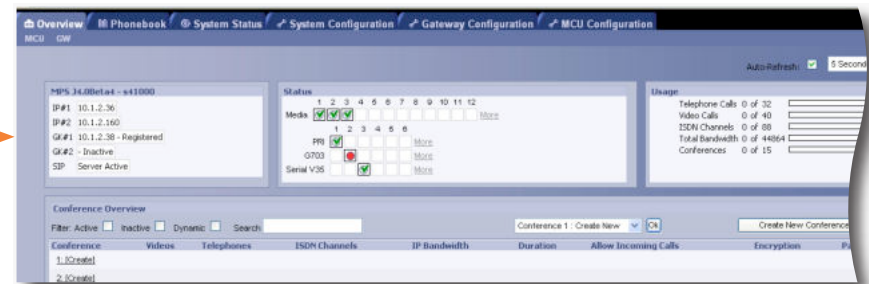 Overview Phonebook System Status System Configuration Gateway Configuration MCU Configuration
MCU GW
Auto-Refresh: 5 Second
MPS J4.0Beta4 - s41000
IP#1 10.1.2.36
IP#2 10.1.2.160
GK#1 10.1.2.38 - Registered
GK#2 - Inactive
SIP Server Active
Status
1 2 3 4 5 6 7 8 9 10 11 12
Media More
1 2 3 4 5 6
PRI More
G703 More
Serial V35 More
Usage
Telephone Calls 0 of 32
Video Calls 0 of 40
ISDN Channels 0 of 88
Total Bandwidth 0 of 44864
Conferences 0 of 15
Conference Overview
Filter: Active Inactive Dynamic Search Conference 1 : Create New Ok Create New Conference
Conference Videos Telephones ISDN Channels IP Bandwidth Duration Allow Incoming Calls Encryption
1: [Create]
2: [Create]